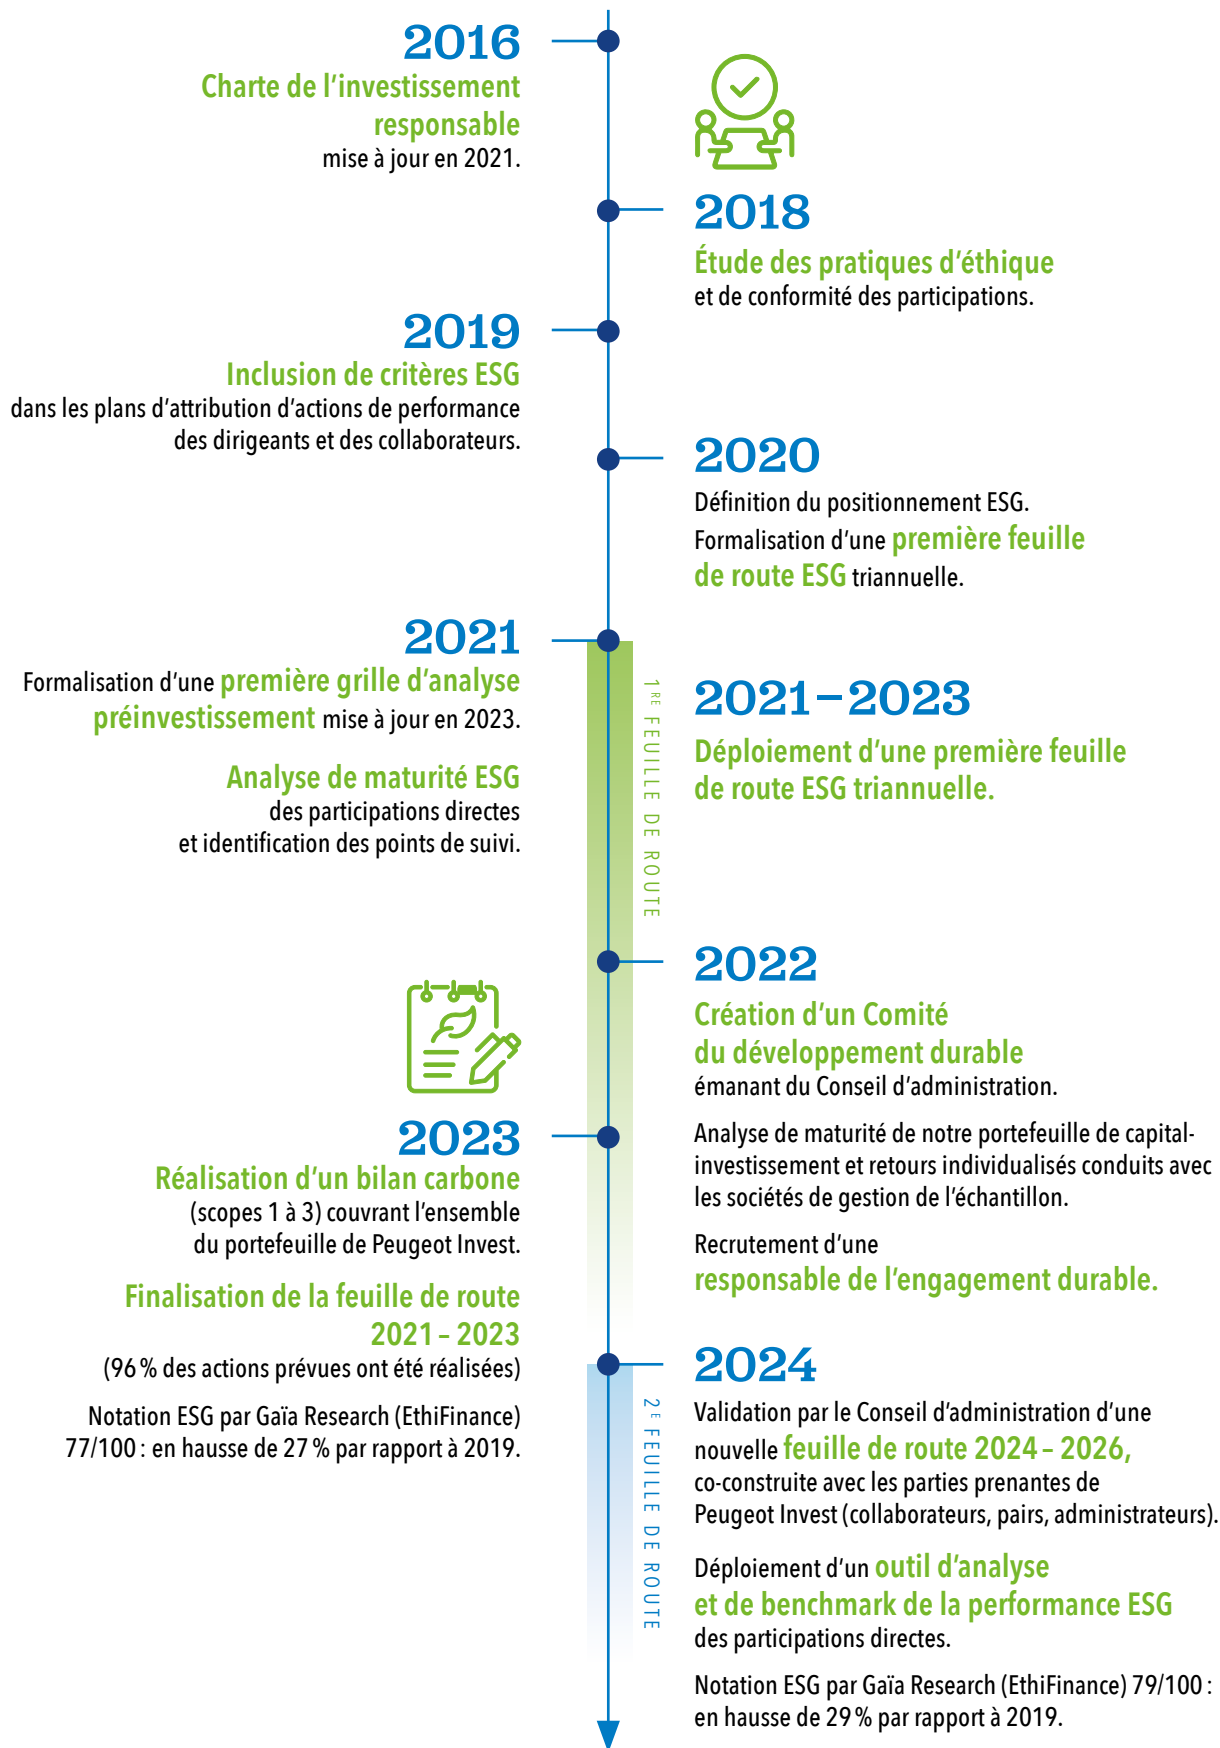 2016
Charte de l’investissement
responsable
mise à jour en 2021.
2018
Étude des pratiques d’éthique
et de conformité des participations.
2019
Inclusion de critères ESG
dans les plans d’attribution d’actions de performance
des dirigeants et des collaborateurs.
2020
Définition du positionnement ESG.
Formalisation d’une première feuille
de route ESG triannuelle.
2021
Formalisation d’une première grille d’analyse
préinvestissement mise à jour en 2023.
Analyse de maturité ESG
des participations directes
et identification des points de suivi.
1RE FEUILLE DE ROUTE
2021–2023
Déploiement d’une première feuille
de route ESG triannuelle.
2022
Création d’un Comité
du développement durable
émanant du Conseil d’administration.
Analyse de maturité de notre portefeuille de capital-
investissement et retours individualisés conduits avec
les sociétés de gestion de l’échantillon.
Recrutement d’une
responsable de l’engagement durable.
2023
Réalisation d’un bilan carbone
(scopes 1 à 3) couvrant l’ensemble
du portefeuille de Peugeot Invest.
Finalisation de la feuille de route
2021 – 2023
(96 % des actions prévues ont été réalisées)
Notation ESG par Gaïa Research (EthiFinance)
77/100 : en hausse de 27 % par rapport à 2019.
2E FEUILLE DE ROUTE
2024
Validation par le Conseil d’administration d’une
nouvelle feuille de route 2024 – 2026,
co-construite avec les parties prenantes de
Peugeot Invest (collaborateurs, pairs, administrateurs).
Déploiement d’un outil d’analyse
et de benchmark de la performance ESG
des participations directes.
Notation ESG par Gaïa Research (EthiFinance) 79/100 :
en hausse de 29 % par rapport à 2019.